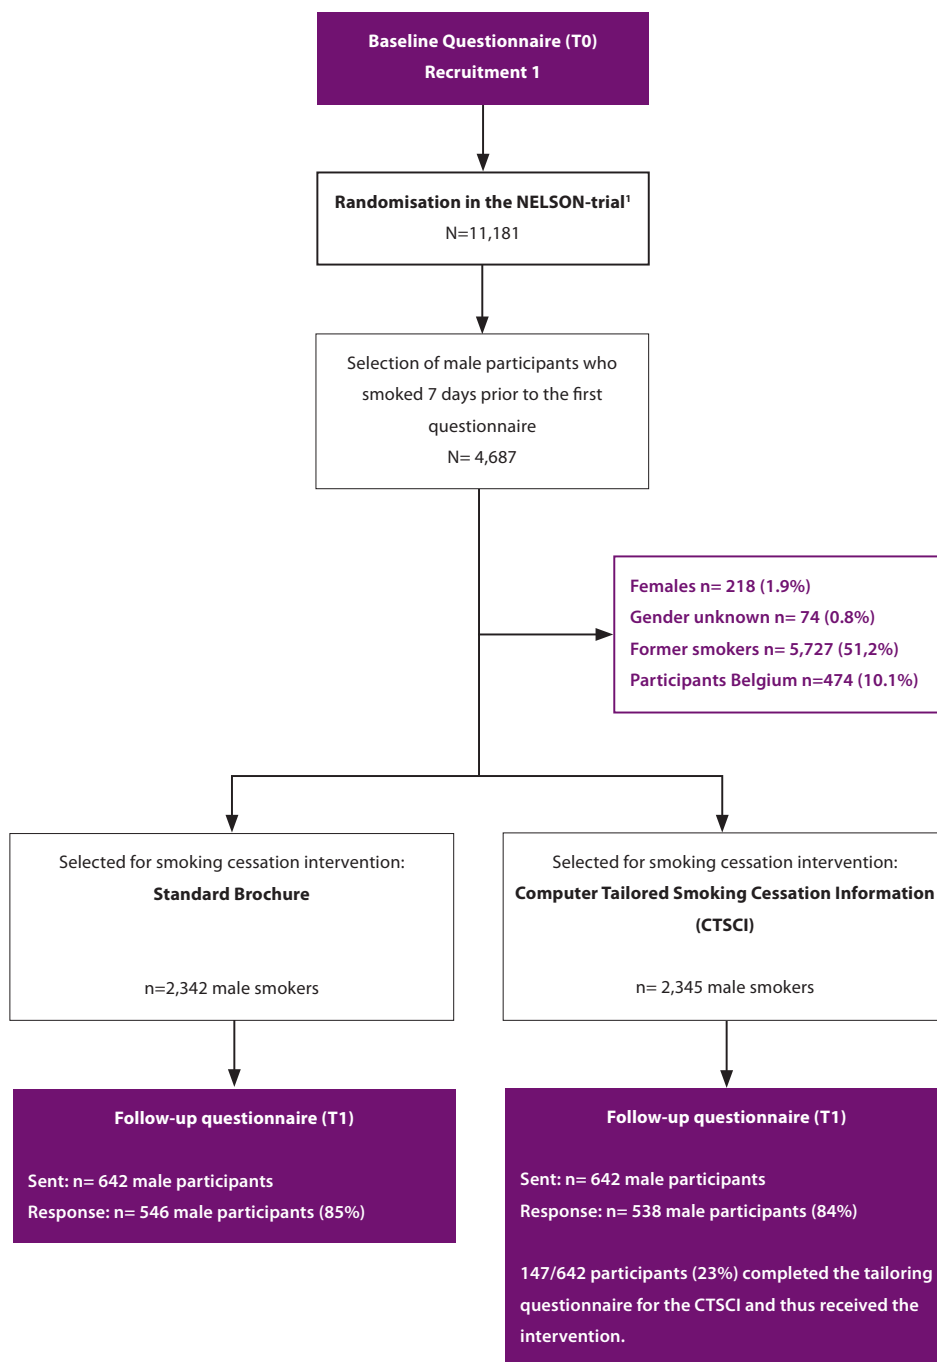 Baseline Questionnaire (T0)
Recruitment 1
Randomisation in the NELSON-trial¹
N=11,181
Selection of male participants who
smoked 7 days prior to the first
questionnaire
N= 4,687
Females n= 218 (1.9%)
Gender unknown n= 74 (0.8%)
Former smokers n= 5,727 (51,2%)
Participants Belgium n=474 (10.1%)
Selected for smoking cessation intervention:
Standard Brochure
n=2,342 male smokers
Selected for smoking cessation intervention:
Computer Tailored Smoking Cessation Information
(CTSCI)
n= 2,345 male smokers
Follow-up questionnaire (T1)
Sent: n= 642 male participants
Response: n= 546 male participants (85%)
Follow-up questionnaire (T1)
Sent: n= 642 male participants
Response: n= 538 male participants (84%)
147/642 participants (23%) completed the tailoring
questionnaire for the CTSCI and thus received the
intervention.